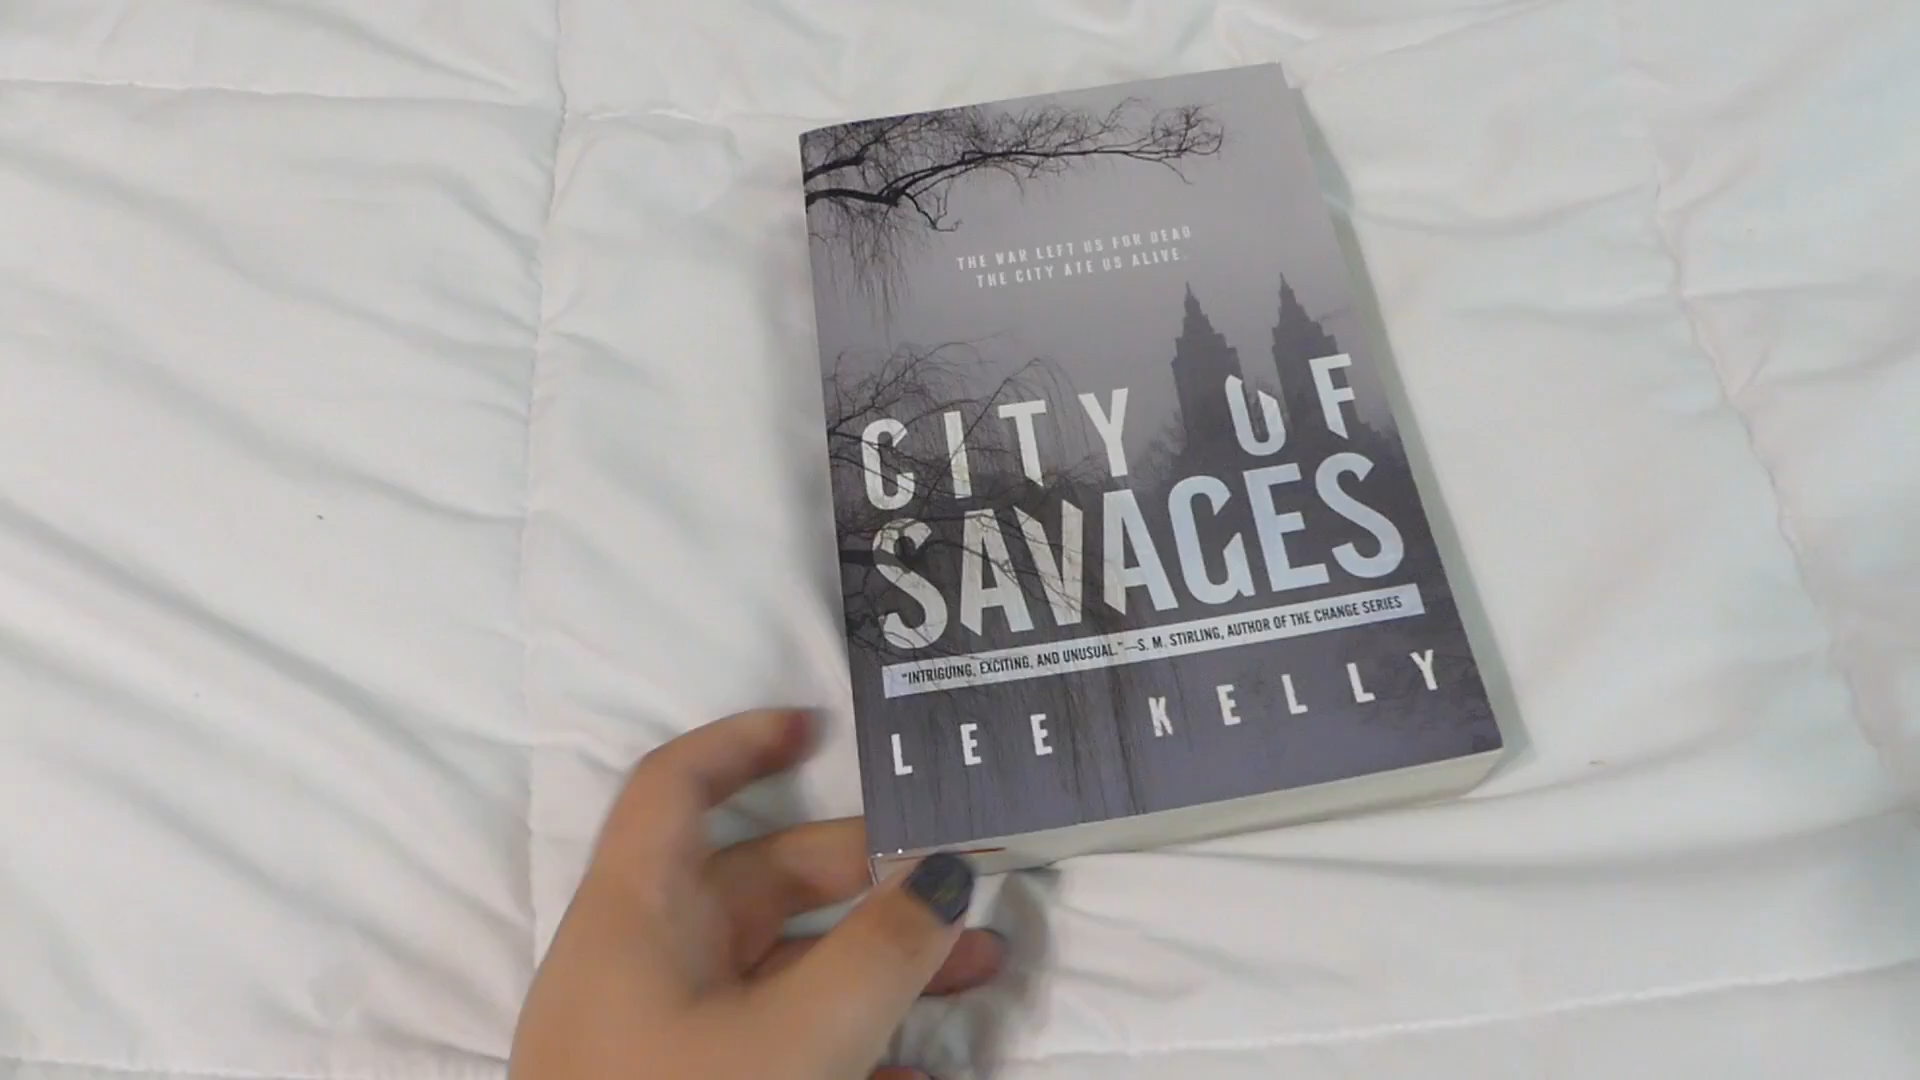 THE WAR LEFT US FOR DEAD
THE CITY ATE US ALIVE.
CITY OF
SAVAGES
"INTRIGUING, EXCITING, AND UNUSUAL."—S. M. STIRLING, AUTHOR OF THE CHANGE SERIES
LEE KELLY